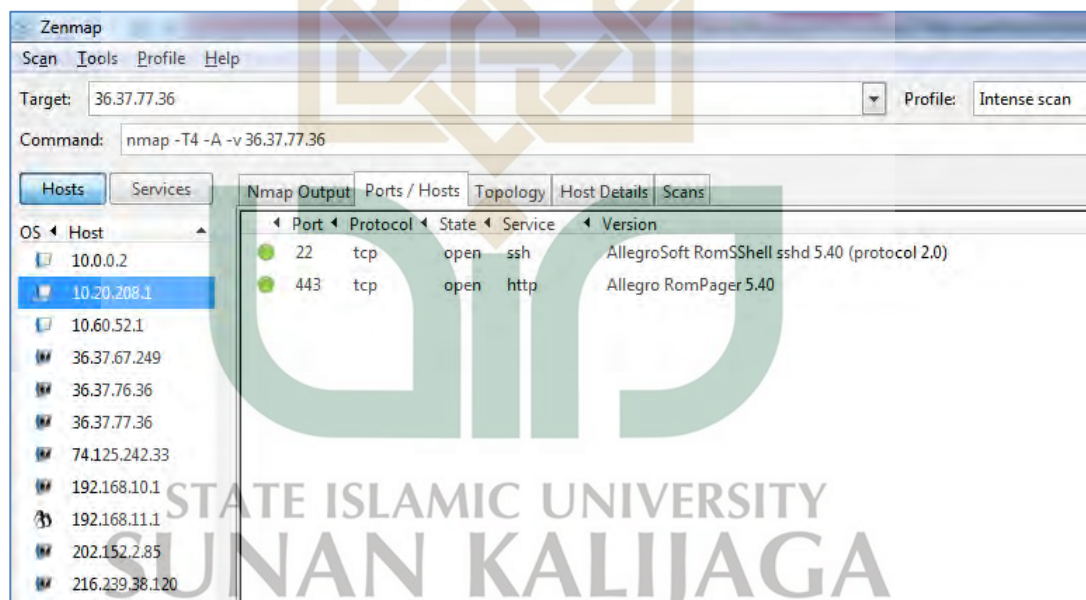 Zenmap
Scan Tools Profile Help
Target: 36.37.77.36 Profile: Intense scan
Command: nmap -T4 -A -v 36.37.77.36
Hosts Services Nmap Output Ports / Hosts Topology Host Details Scans
OS Host Port Protocol State Service Version
10.0.0.2 22 tcp open ssh AllegroSoft RomSShell sshd 5.40 (protocol 2.0)
10.20.208.1 443 tcp open http Allegro RomPager 5.40
10.60.52.1
36.37.67.249
36.37.76.36
36.37.77.36
74.125.242.33
192.168.10.1
192.168.11.1
202.152.2.85
216.239.38.120
STATE ISLAMIC UNIVERSITY
SUNAN KALIJAGA